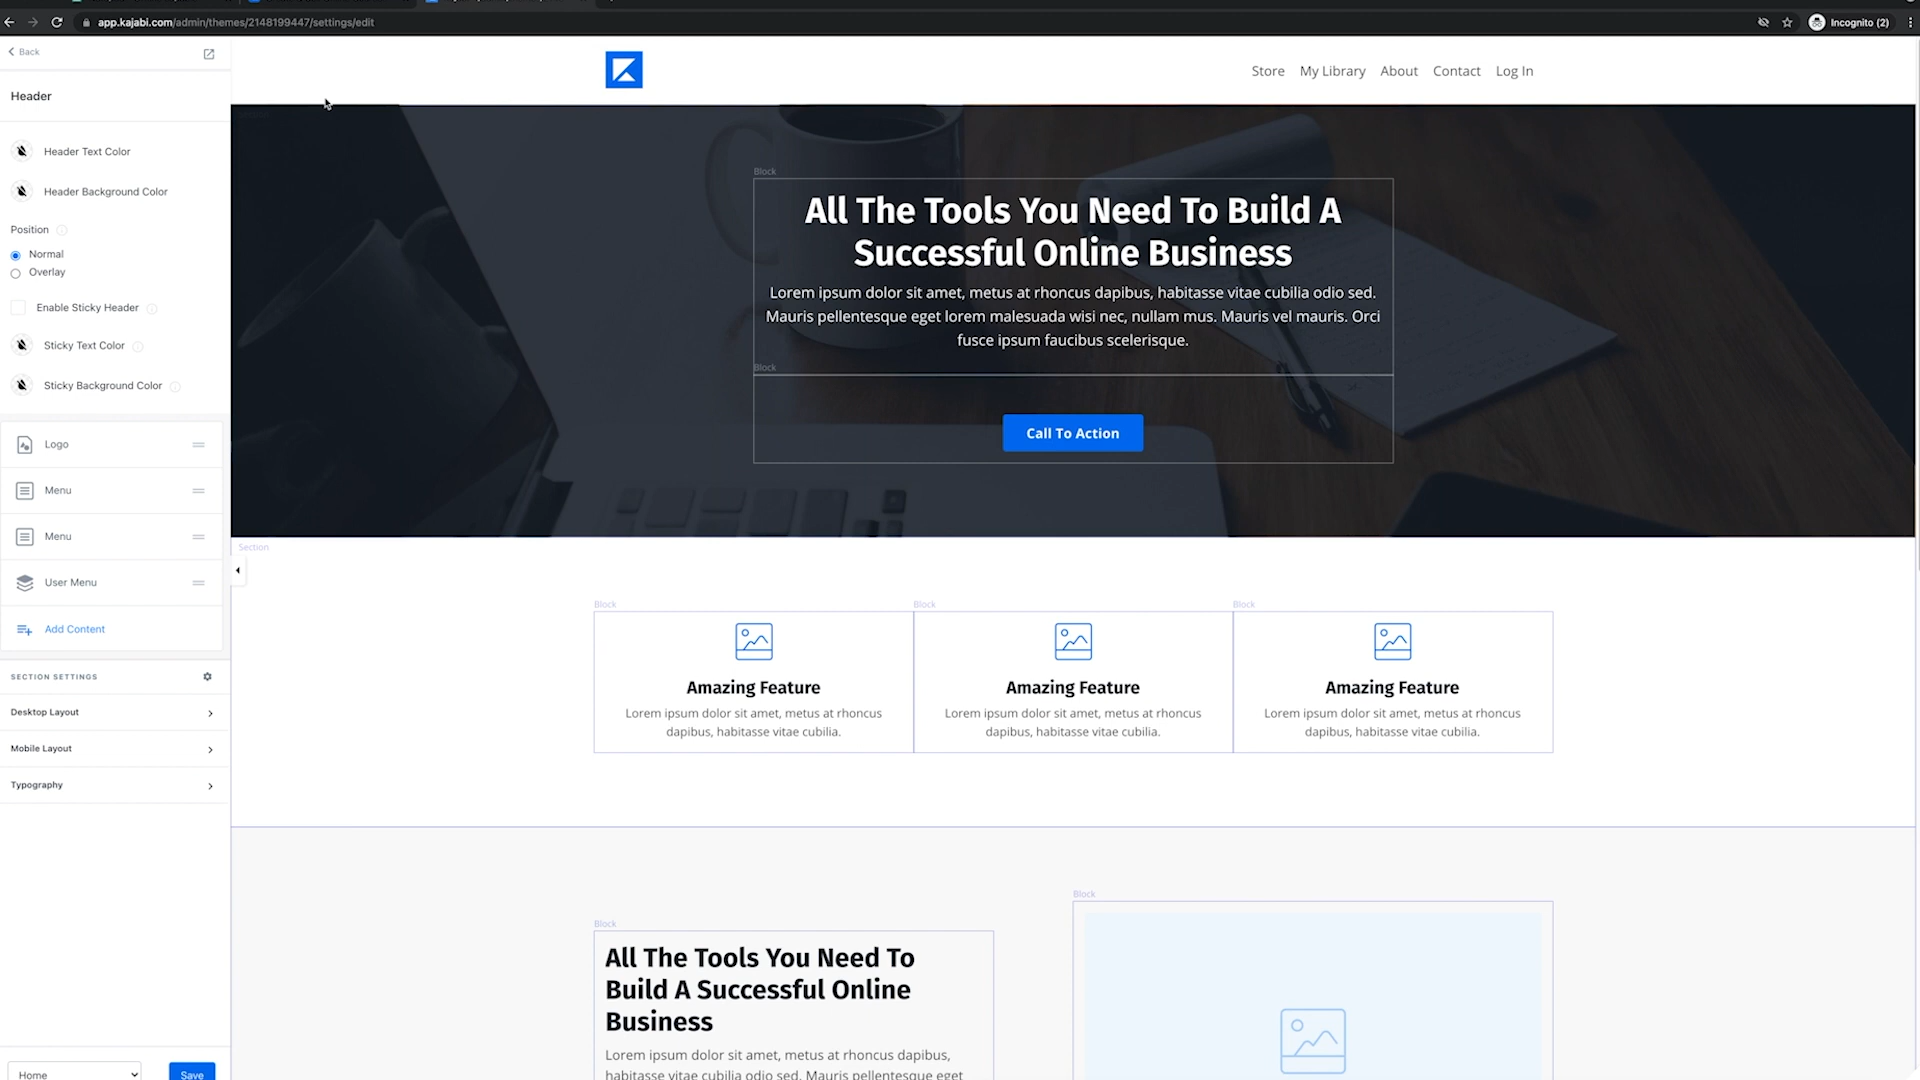 app.kajabi.com/admin/themes/2148199447/settings/edit
Incognito (2)
Back
Header
Header Text Color
Header Background Color
Position
Normal
Overlay
Enable Sticky Header
Sticky Text Color
Sticky Background Color
Logo
Menu
Menu
User Menu
Add Content
SECTION SETTINGS
Desktop Layout
Mobile Layout
Typography
Home
Save
Store My Library About Contact Log In
Block
All The Tools You Need To Build A
Successful Online Business
Lorem ipsum dolor sit amet, metus at rhoncus dapibus, habitasse vitae cubilia odio sed.
Mauris pellentesque eget lorem malesuada wisi nec, nullam mus. Mauris vel mauris. Orci
fusce ipsum faucibus scelerisque.
Block
Call To Action
Section
Block
Amazing Feature
Lorem ipsum dolor sit amet, metus at rhoncus
dapibus, habitasse vitae cubilia.
Block
Amazing Feature
Lorem ipsum dolor sit amet, metus at rhoncus
dapibus, habitasse vitae cubilia.
Block
Amazing Feature
Lorem ipsum dolor sit amet, metus at rhoncus
dapibus, habitasse vitae cubilia.
Block
All The Tools You Need To
Build A Successful Online
Business
Lorem ipsum dolor sit amet, metus at rhoncus dapibus,
habitasse vitae cubilia odio sed. Mauris pellentesque eget
Block